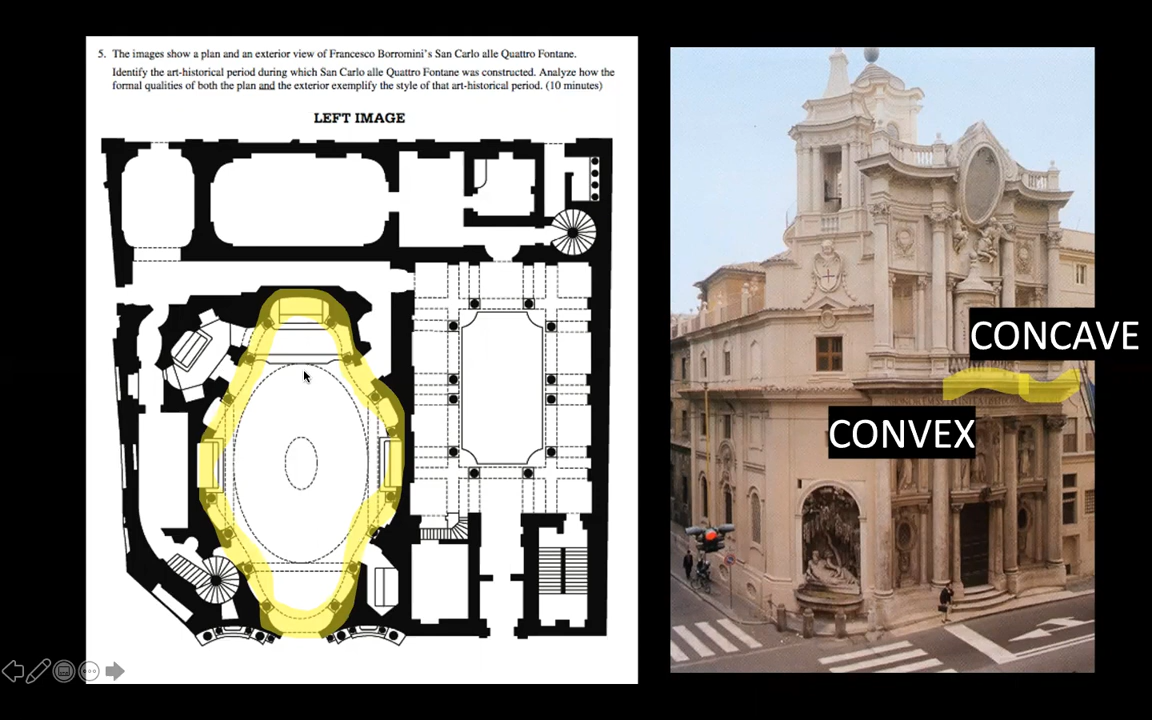 5. The images show a plan and an exterior view of Francesco Borromini's San Carlo alle Quattro Fontane.
Identify the art-historical period during which San Carlo alle Quattro Fontane was constructed. Analyze how the
formal qualities of both the plan and the exterior exemplify the style of that art-historical period. (10 minutes)
LEFT IMAGE
CONCAVE
CONVEX